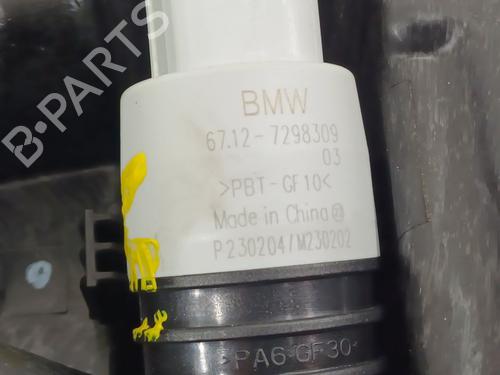 BMW
67.12-7298309
03
>PBT-GF10<
Made in China
P230204/M230202
>PA6-GF30<
B-PARTS